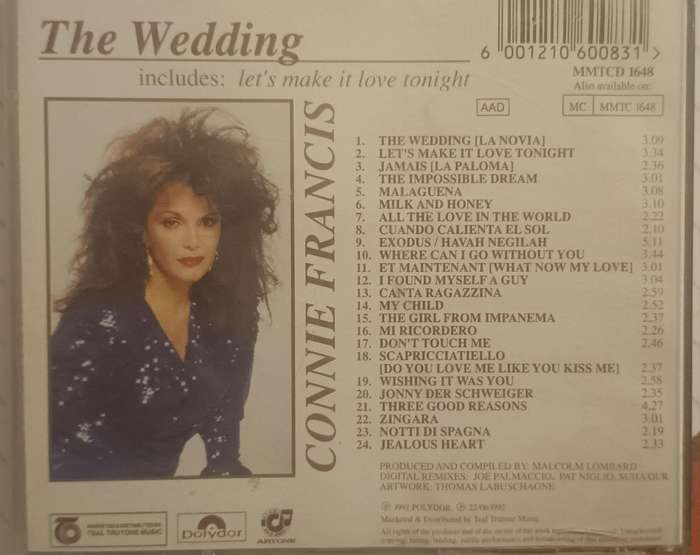 The Wedding
includes: let's make it love tonight
6 001210 600831 >
MMTCD 1648
Also available on:
MC MMTC 1648
AAD
CONNIE FRANCIS
1. THE WEDDING [LA NOVIA] 3.09
2. LET'S MAKE IT LOVE TONIGHT 3.34
3. JAMAIS [LA PALOMA] 2.36
4. THE IMPOSSIBLE DREAM 3.01
5. MALAGUENA 3.08
6. MILK AND HONEY 3.10
7. ALL THE LOVE IN THE WORLD 2.22
8. CUANDO CALIENTA EL SOL 2.10
9. EXODUS / HAVAH NEGILAH 5.11
10. WHERE CAN I GO WITHOUT YOU 3.44
11. ET MAINTENANT [WHAT NOW MY LOVE] 3.01
12. I FOUND MYSELF A GUY 3.04
13. CANTA RAGAZZINA 2.59
14. MY CHILD 2.52
15. THE GIRL FROM IMPANEMA 2.37
16. MI RICORDERO 2.26
17. DON'T TOUCH ME 2.46
18. SCAPRICCIATIELLO
[DO YOU LOVE ME LIKE YOU KISS ME] 2.37
19. WISHING IT WAS YOU 2.58
20. JONNY DER SCHWEIGER 2.35
21. THREE GOOD REASONS 4.27
22. ZINGARA 3.01
23. NOTTI DI SPAGNA 2.19
24. JEALOUS HEART 2.33
PRODUCED AND COMPILED BY: MALCOLM LOMBARD
DIGITAL REMIXES: JOE PALMACCIO, PAT NIGLIO, SUHA GUR
ARTWORK: THOMAS LABUSCHAGNE
℗ 1992 POLYDOR © 22/06/1992
Marketed & Distributed by Teal Trutone Music
MARKETED & DISTRIBUTED BY
TEAL TRUTONE MUSIC
polydor
ARTONE